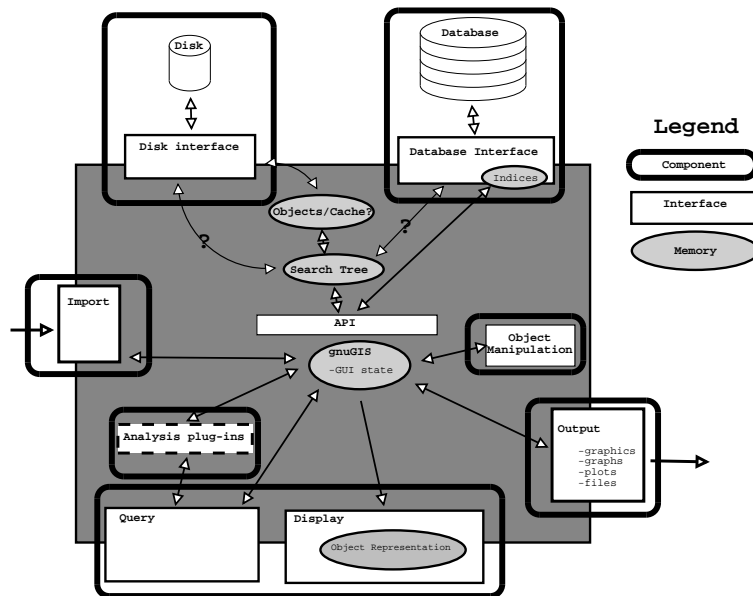 Disk
Database
Legend
Disk interface
Database Interface
Component
Indices
Interface
Objects/Cache?
?
?
Memory
Search Tree
Import
API
gnuGIS
-GUI state
Object
Manipulation
Analysis plug-ins
Output
-graphics
-graphs
-plots
-files
Query
Display
Object Representation